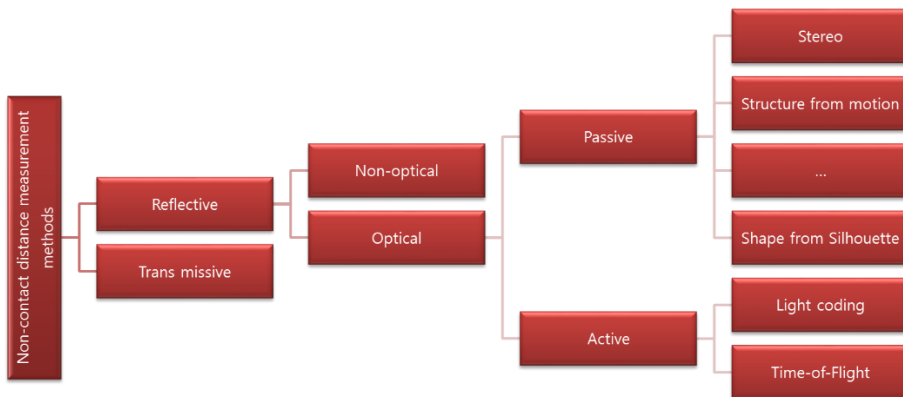 Non-contact distance measurement
methods
Reflective
Trans missive
Non-optical
Optical
Passive
Active
Stereo
Structure from motion
...
Shape from Silhouette
Light coding
Time-of-Flight